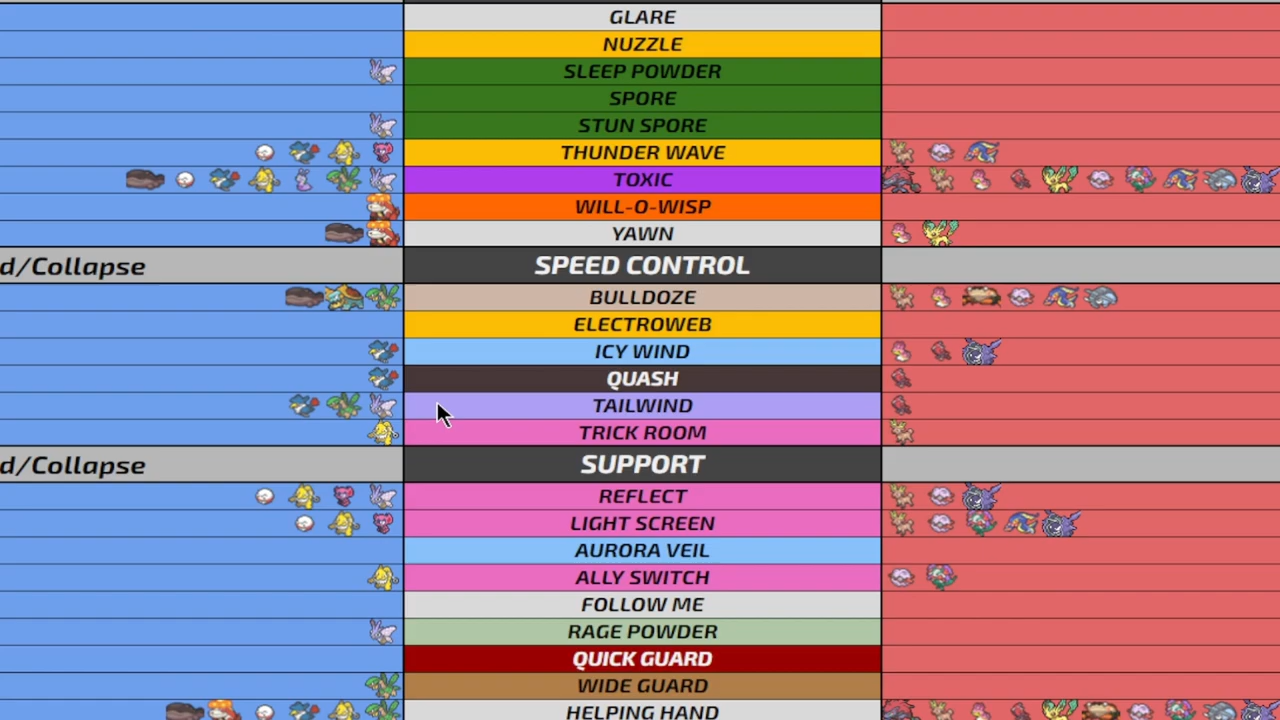 GLARE
NUZZLE
SLEEP POWDER
SPORE
STUN SPORE
THUNDER WAVE
TOXIC
WILL-O-WISP
YAWN
d/Collapse SPEED CONTROL
BULLDOZE
ELECTROWEB
ICY WIND
QUASH
TAILWIND
TRICK ROOM
d/Collapse SUPPORT
REFLECT
LIGHT SCREEN
AURORA VEIL
ALLY SWITCH
FOLLOW ME
RAGE POWDER
QUICK GUARD
WIDE GUARD
HELPING HAND